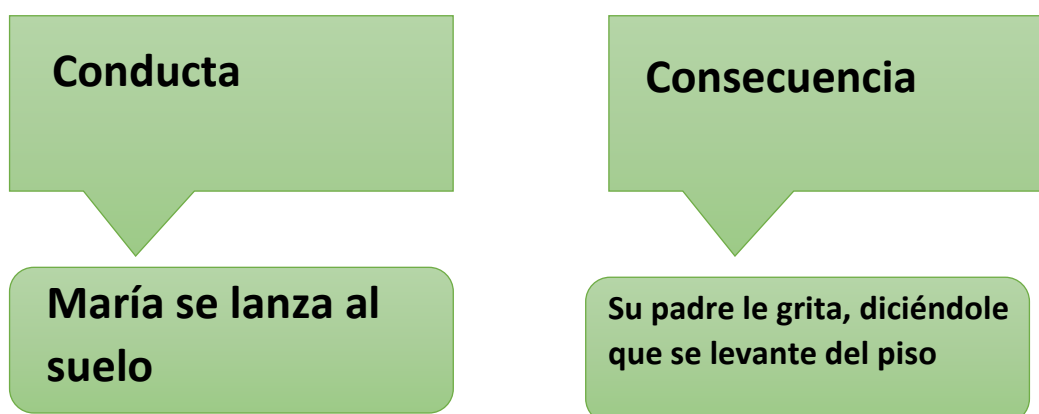 Conducta
María se lanza al
suelo
Consecuencia
Su padre le grita, diciéndole
que se levante del piso